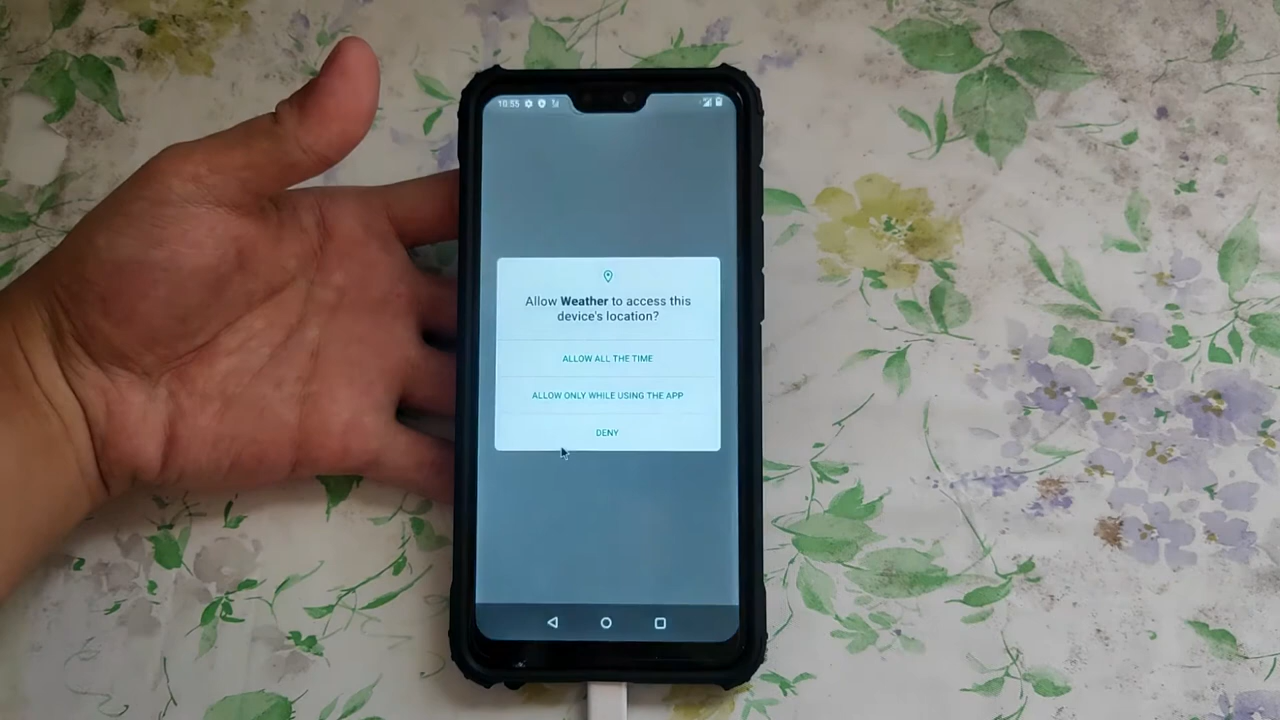 10:55
Allow Weather to access this
device's location?
ALLOW ALL THE TIME
ALLOW ONLY WHILE USING THE APP
DENY